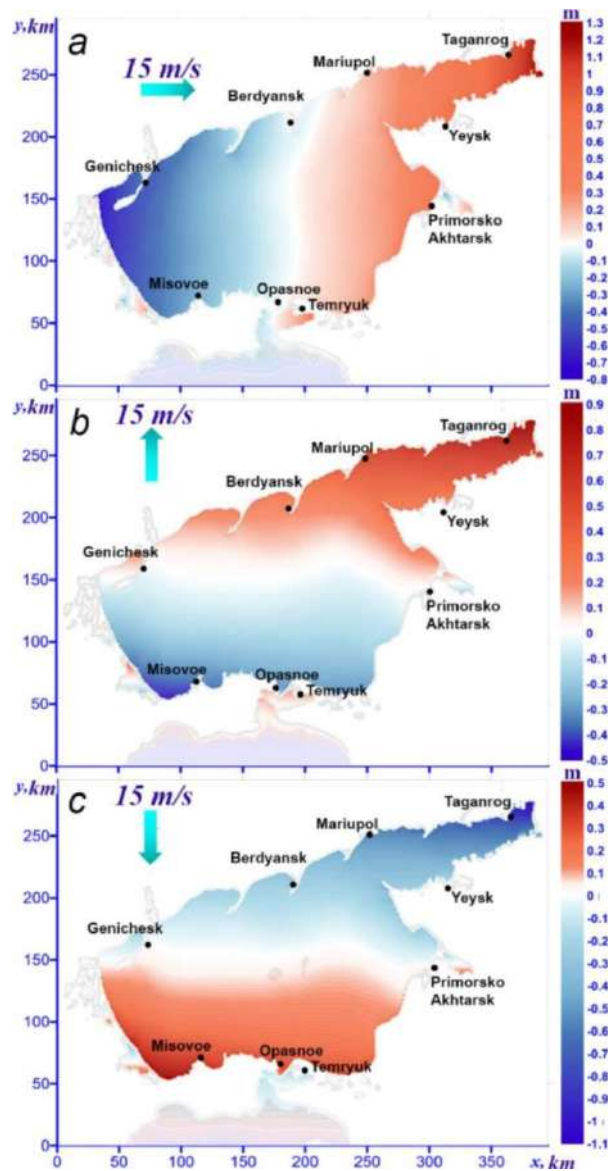 y,km
a
15 m/s
Taganrog
Mariupol
Berdyansk
Yeysk
Genichesk
Primorsko
Akhtarsk
Misovoe
Opasnoe
Temryuk
250
200
150
100
50
0
m
1.3
1.2
1.1
1
0.9
0.8
0.7
0.6
0.5
0.4
0.3
0.2
0.1
0
-0.1
-0.2
-0.3
-0.4
-0.5
-0.6
-0.7
-0.8
y,km
b
15 m/s
Taganrog
Mariupol
Berdyansk
Yeysk
Genichesk
Primorsko
Akhtarsk
Misovoe
Opasnoe
Temryuk
250
200
150
100
50
0
m
0.9
0.8
0.7
0.6
0.5
0.4
0.3
0.2
0.1
0
-0.1
-0.2
-0.3
-0.4
-0.5
y,km
c
15 m/s
Taganrog
Mariupol
Berdyansk
Yeysk
Genichesk
Primorsko
Akhtarsk
Misovoe
Opasnoe
Temryuk
250
200
150
100
50
0
m
0.5
0.4
0.3
0.2
0.1
0
-0.1
-0.2
-0.3
-0.4
-0.5
-0.6
-0.7
-0.8
-0.9
-1
-1.1
0 50 100 150 200 250 300 350 x, km